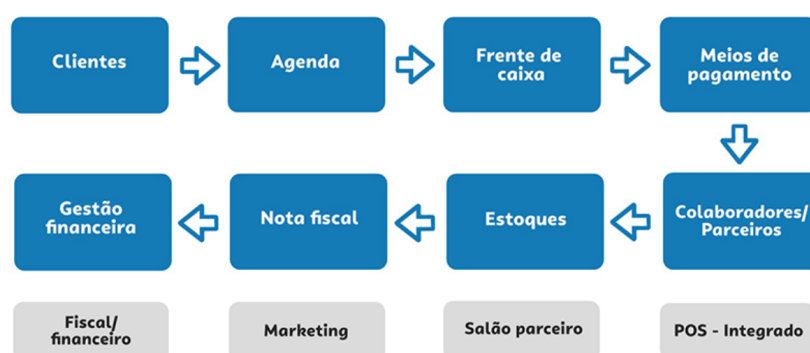 Clientes
Agenda
Frente de
caixa
Meios de
pagamento
Gestão
financeira
Nota fiscal
Estoques
Colaboradores/
Parceiros
Fiscal/
financeiro
Marketing
Salão parceiro
POS - Integrado